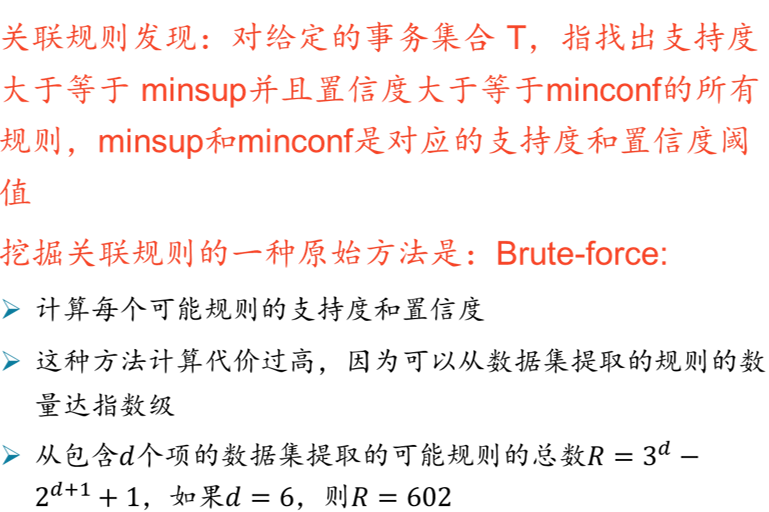 关联规则发现：对给定的事务集合 T，指找出支持度
大于等于 minsup并且置信度大于等于minconf的所有
规则，minsup和minconf是对应的支持度和置信度阈
值
挖掘关联规则的一种原始方法是：Brute-force:
➢ 计算每个可能规则的支持度和置信度
➢ 这种方法计算代价过高，因为可以从数据集提取的规则的数
量达指数级
➢ 从包含d个项的数据集提取的可能规则的总数R = 3^d −
2^{d+1} + 1，如果d = 6，则R = 602